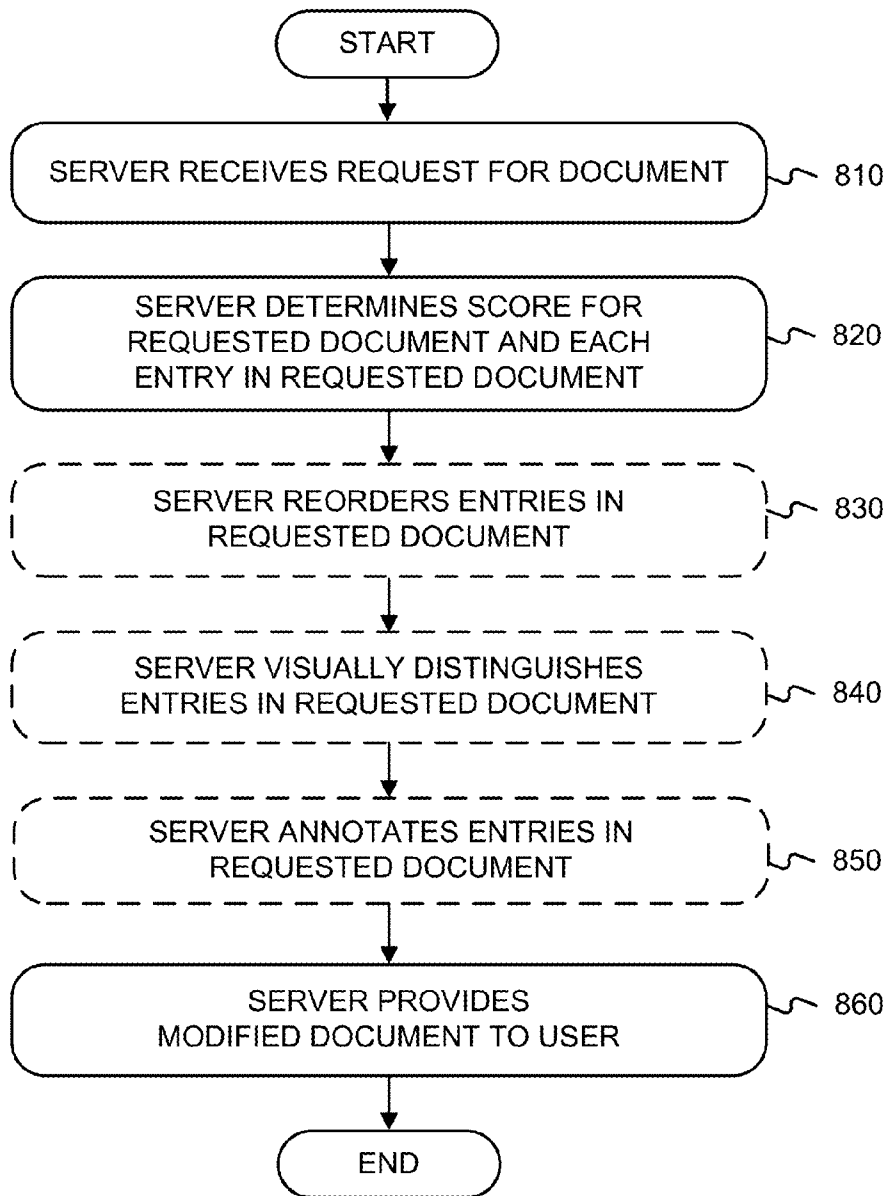 START
SERVER RECEIVES REQUEST FOR DOCUMENT
810
SERVER DETERMINES SCORE FOR
REQUESTED DOCUMENT AND EACH
ENTRY IN REQUESTED DOCUMENT
820
SERVER REORDERS ENTRIES IN
REQUESTED DOCUMENT
830
SERVER VISUALLY DISTINGUISHES
ENTRIES IN REQUESTED DOCUMENT
840
SERVER ANNOTATES ENTRIES IN
REQUESTED DOCUMENT
850
SERVER PROVIDES
MODIFIED DOCUMENT TO USER
860
END